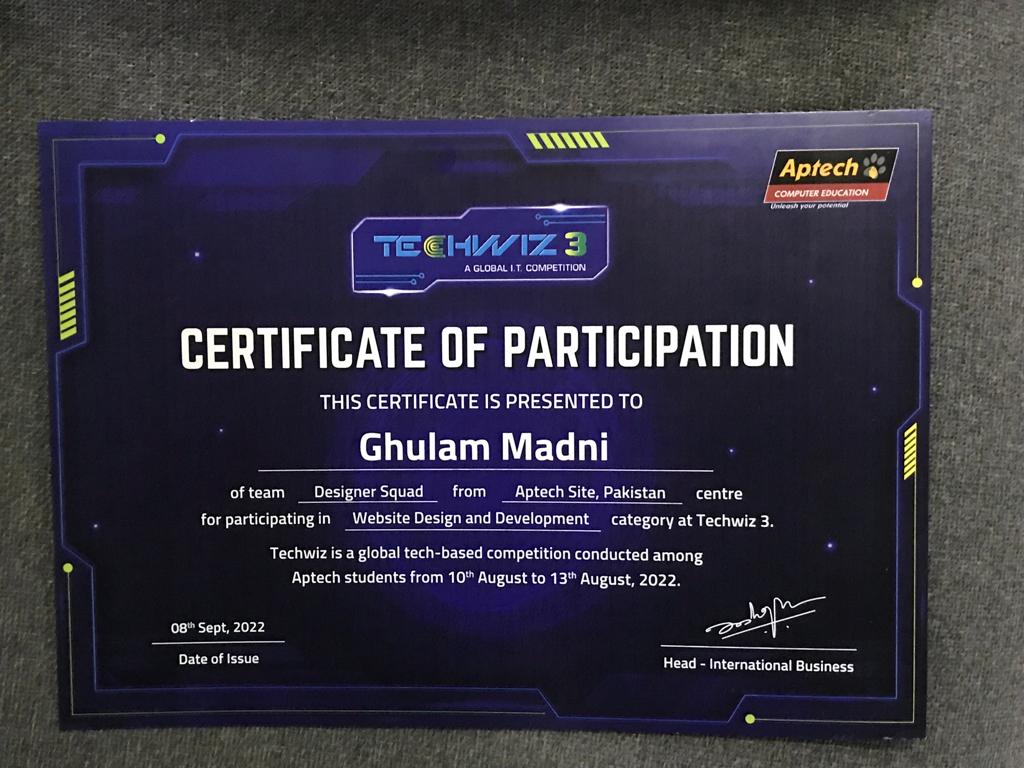 Aptech
COMPUTER EDUCATION
Unleash your potential
TECHWIZ 3
A GLOBAL I.T. COMPETITION
CERTIFICATE OF PARTICIPATION
THIS CERTIFICATE IS PRESENTED TO
Ghulam Madni
of team Designer Squad from Aptech Site, Pakistan centre
for participating in Website Design and Development category at Techwiz 3.
Techwiz is a global tech-based competition conducted among
Aptech students from 10th August to 13th August, 2022.
08th Sept, 2022
Date of Issue
Head - International Business